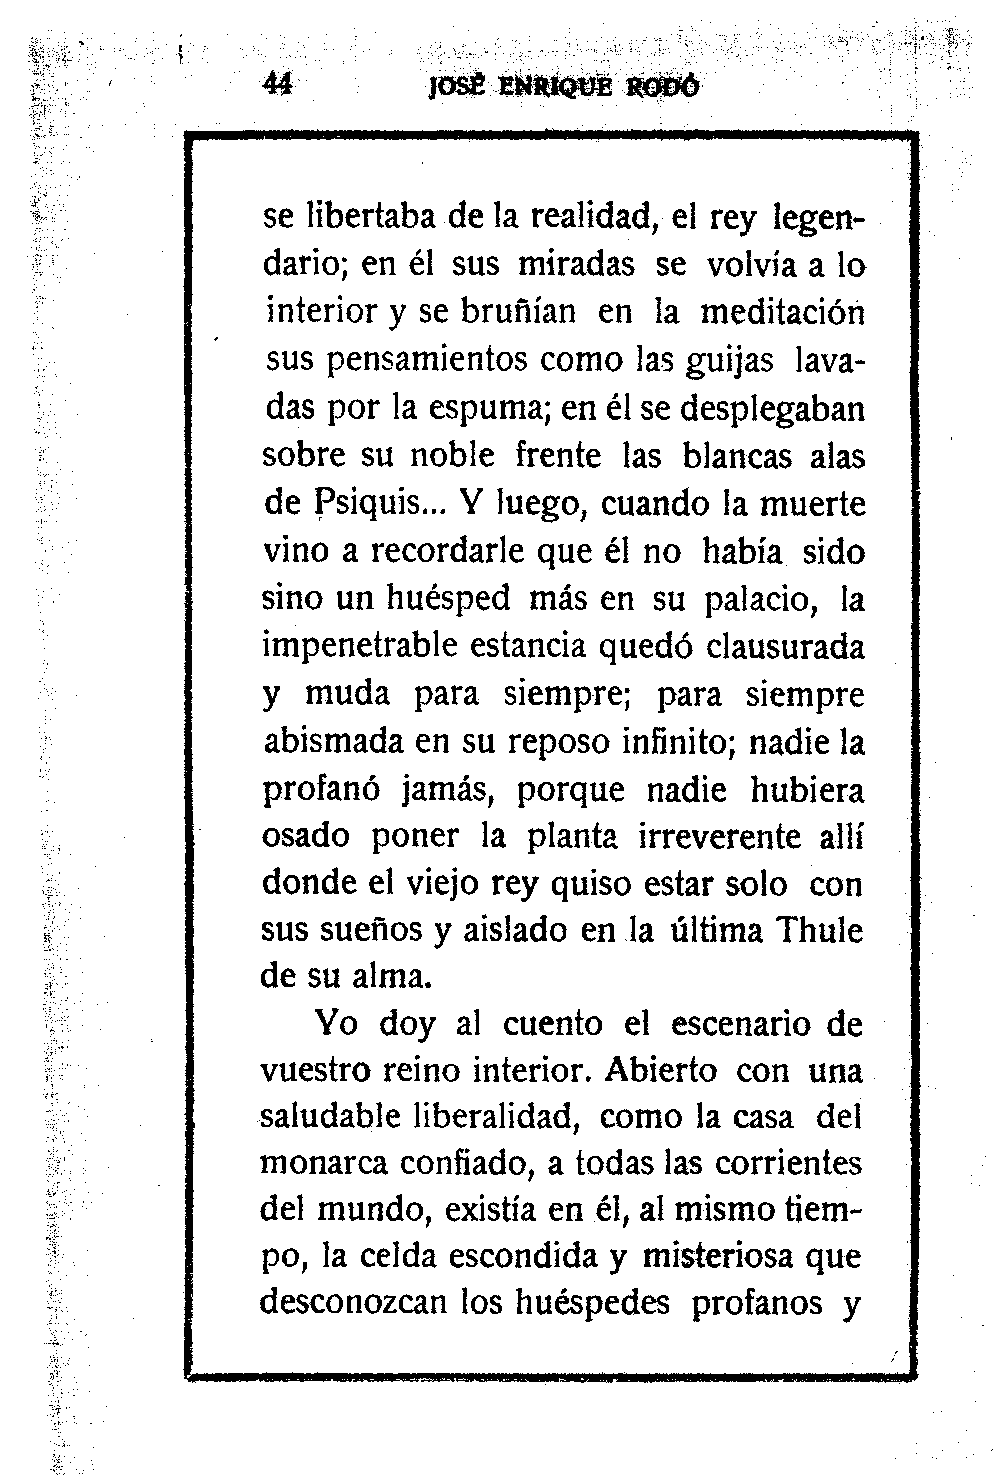 44 JOSÉ ENRIQUE RODÓ
se libertaba de la realidad, el rey legen-
dario; en él sus miradas se volvía a lo
interior y se bruñían en la meditación
sus pensamientos como las guijas lava-
das por la espuma; en él se desplegaban
sobre su noble frente las blancas alas
de Psiquis... Y luego, cuando la muerte
vino a recordarle que él no había sido
sino un huésped más en su palacio, la
impenetrable estancia quedó clausurada
y muda para siempre; para siempre
abismada en su reposo infinito; nadie la
profanó jamás, porque nadie hubiera
osado poner la planta irreverente allí
donde el viejo rey quiso estar solo con
sus sueños y aislado en la última Thule
de su alma.
Yo doy al cuento el escenario de
vuestro reino interior. Abierto con una
saludable liberalidad, como la casa del
monarca confiado, a todas las corrientes
del mundo, existía en él, al mismo tiem-
po, la celda escondida y misteriosa que
desconozcan los huéspedes profanos y